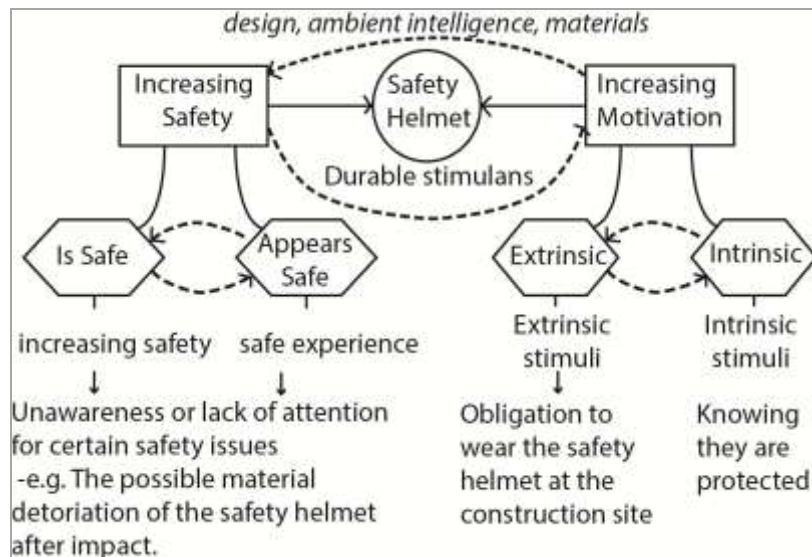 design, ambient intelligence, materials
Increasing
Safety
Safety
Helmet
Increasing
Motivation
Durable stimulans
Is Safe
Appears
Safe
Extrinsic
Intrinsic
increasing safety
safe experience
Extrinsic
stimuli
Intrinsic
stimuli
Unawareness or lack of attention
for certain safety issues
-e.g. The possible material
detoriation of the safety helmet
after impact.
Obligation to
wear the safety
helmet at the
construction site
Knowing
they are
protected